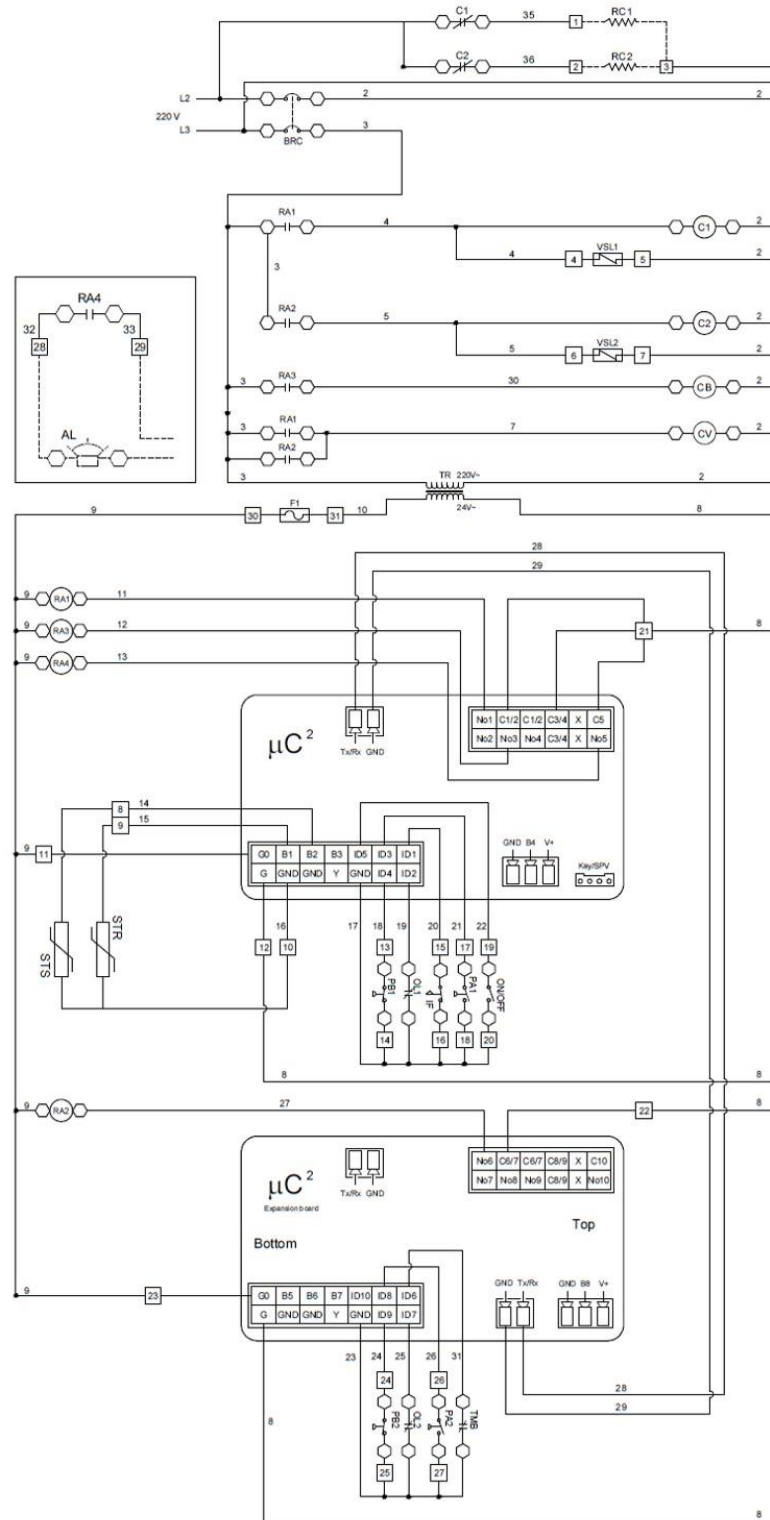 C1 35 1 RC1
C2 36 2 RC2 3
L2 2 2
220 V
L3 3
BRC
RA1 4 C1 2
4 4 VSL1 5 2
3
RA4
RA2 5 C2 2
32 33
28 29
5 6 VSL2 7 2
3 RA3 30 CB 2
3 RA1 7 CV 2
AL
RA2
3 TR 220V~ 2
24V~
9 30 F1 31 10 8
28
29
9 RA1 11
9 RA3 12 21 8
9 RA4 13
No1 C1/2 C1/2 C3/4 X C5
No2 No3 No4 C3/4 X No5
µC2
Tx/Rx GND
8 14
9 15
9 11
G0 B1 B2 B3 ID5 ID3 ID1
G GND GND Y GND ID4 ID2
GND B4 V+
Key/SPV
16 17 18 19 20 21 22
12 10 13 15 17 19
STS STR
PB1 OL1 IF PA1 ON/OFF
14 16 18 20
8 8
9 RA2 27 22 8
No6 C6/7 C6/7 C8/9 X C10
No7 No8 No9 C8/9 X No10
µC2
Expansion board
Tx/Rx GND
Top
Bottom
9 23
G0 B5 B6 B7 ID10 ID8 ID6
G GND GND Y GND ID9 ID7
GND Tx/Rx
GND B8 V+
23 24 25 26 31
24 26
28
29
8
PB2 OL2 PA2 TMB
25 27
8